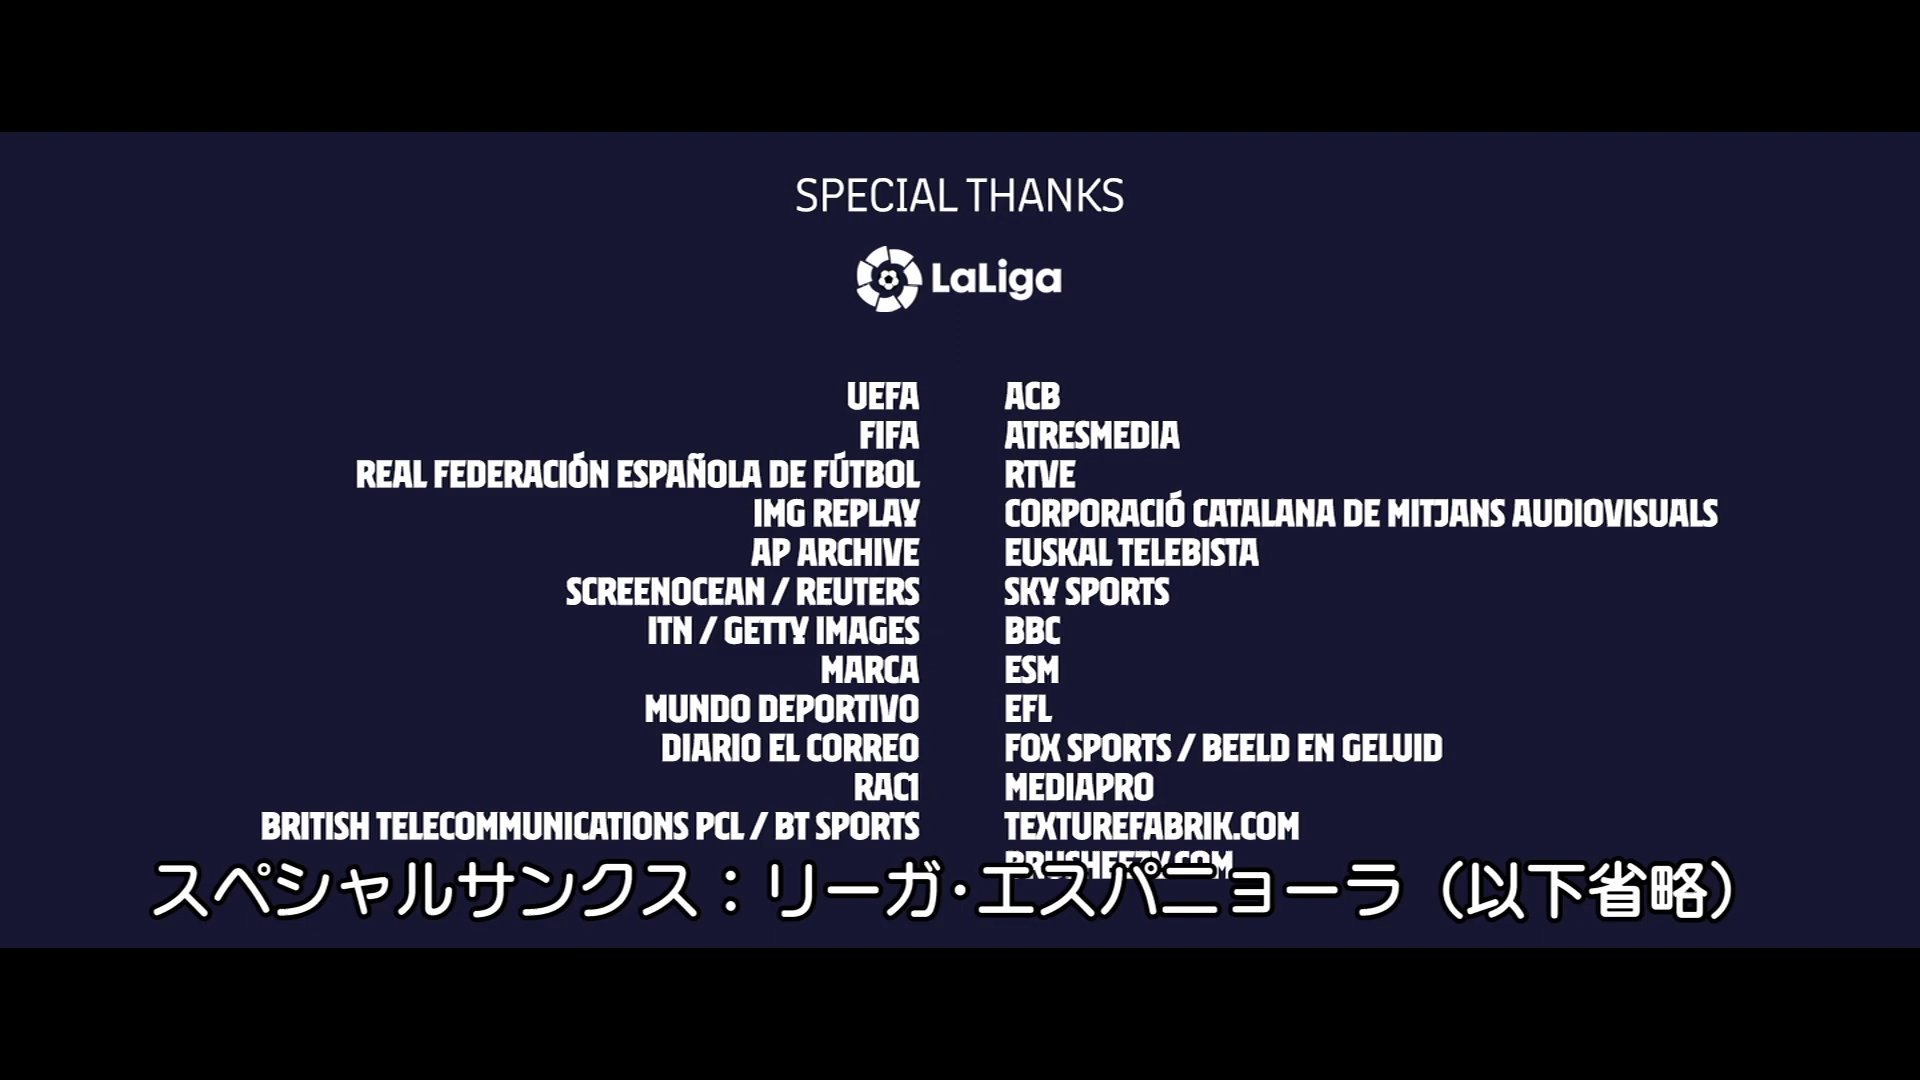 SPECIAL THANKS
LaLiga
UEFA
FIFA
REAL FEDERACIÓN ESPAÑOLA DE FÚTBOL
IMG REPLAY
AP ARCHIVE
SCREENOCEAN / REUTERS
ITN / GETTY IMAGES
MARCA
MUNDO DEPORTIVO
DIARIO EL CORREO
RAC1
BRITISH TELECOMMUNICATIONS PCL / BT SPORTS
ACB
ATRESMEDIA
RTVE
CORPORACIÓ CATALANA DE MITJANS AUDIOVISUALS
EUSKAL TELEBISTA
SKY SPORTS
BBC
ESM
EFL
FOX SPORTS / BEELD EN GELUID
MEDIAPRO
TEXTUREFABRIK.COM
BRUSHEEZY.COM
スペシャルサンクス：リーガ・エスパニョーラ（以下省略）